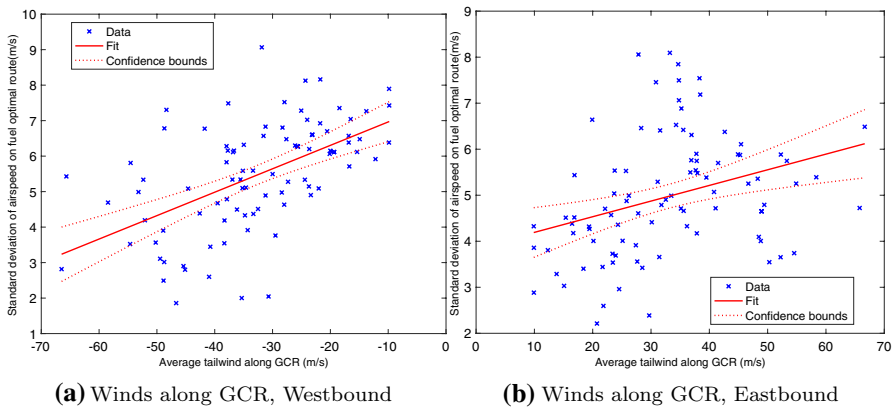 Standard deviation of airspeed on fuel optimal route(m/s)
10
9
8
7
6
5
4
3
2
1
Data
Fit
Confidence bounds
-70 -60 -50 -40 -30 -20 -10 0
Average tailwind along GCR (m/s)
(a) Winds along GCR, Westbound
Standard deviation of airspeed on fuel optimal route(m/s)
9
8
7
6
5
4
3
2
Data
Fit
Confidence bounds
0 10 20 30 40 50 60 70
Average tailwind along GCR (m/s)
(b) Winds along GCR, Eastbound